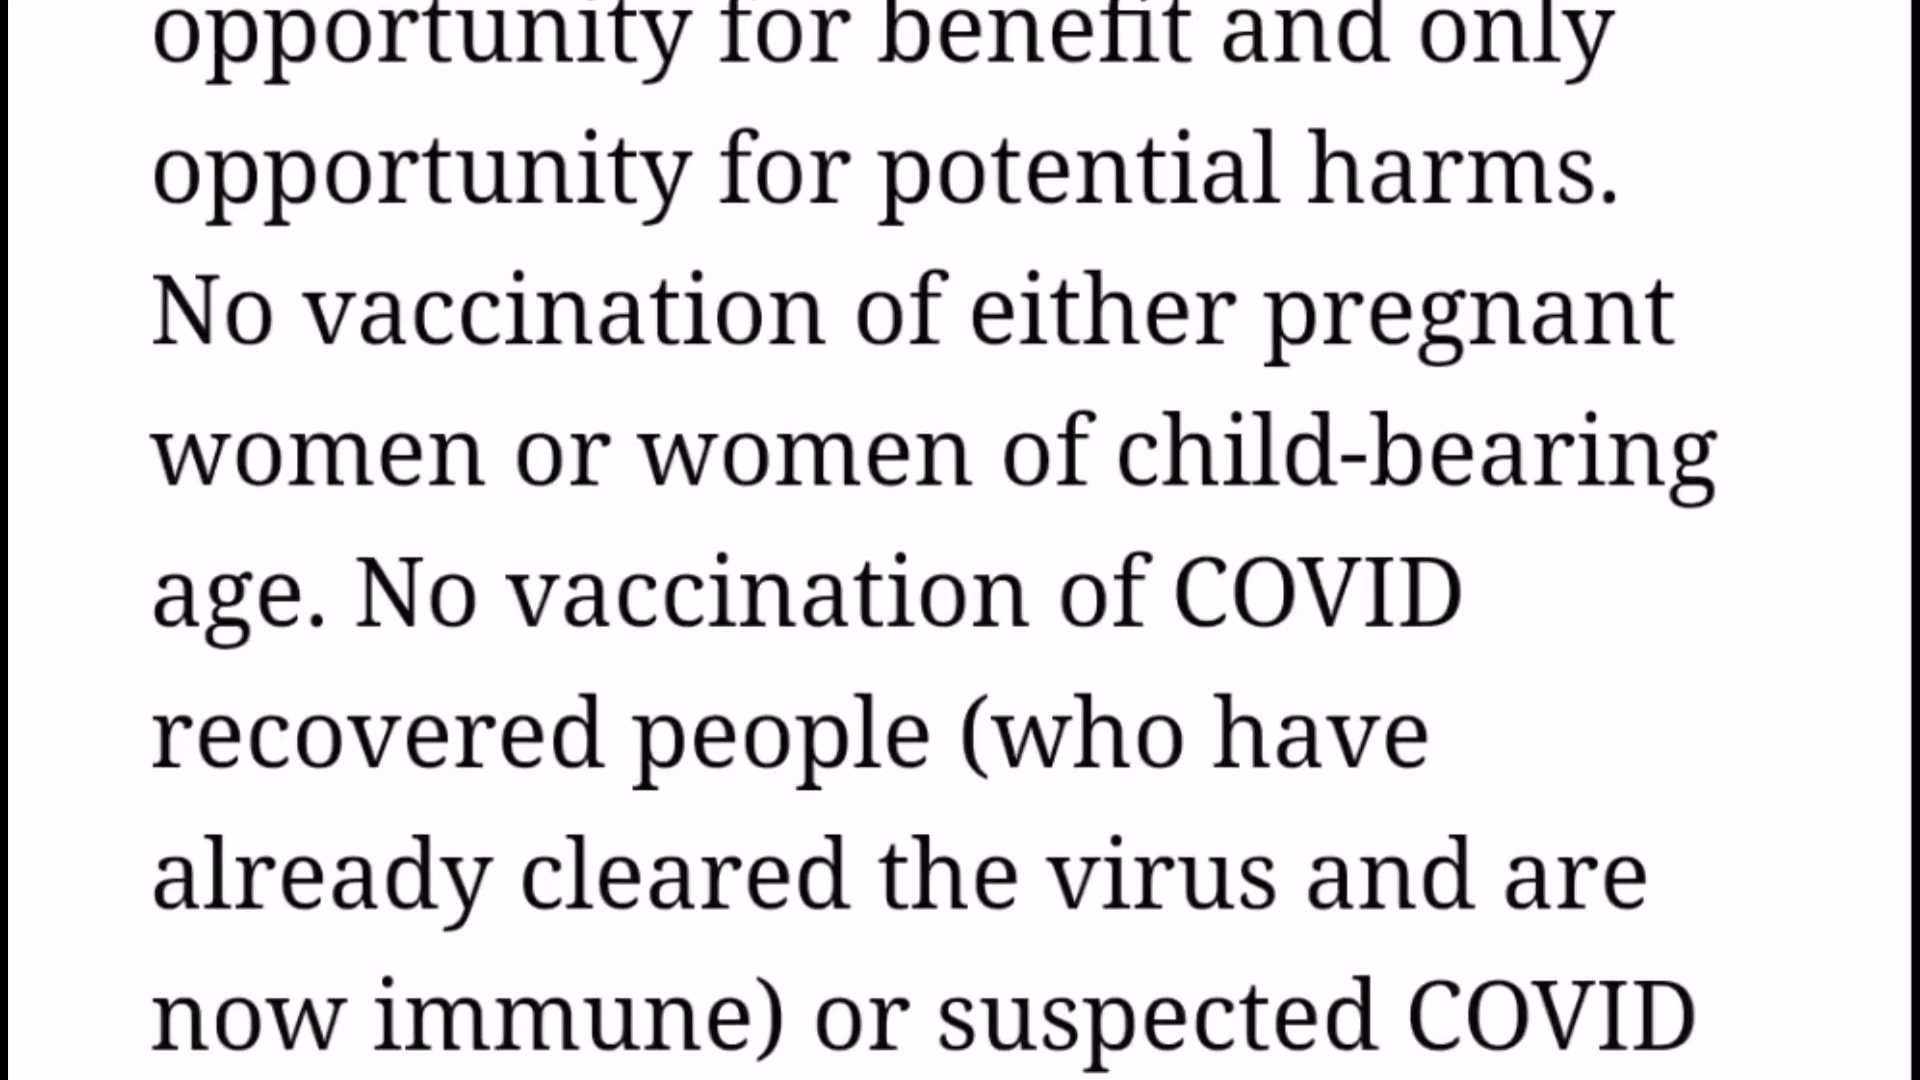 opportunity for benefit and only
opportunity for potential harms.
No vaccination of either pregnant
women or women of child-bearing
age. No vaccination of COVID
recovered people (who have
already cleared the virus and are
now immune) or suspected COVID